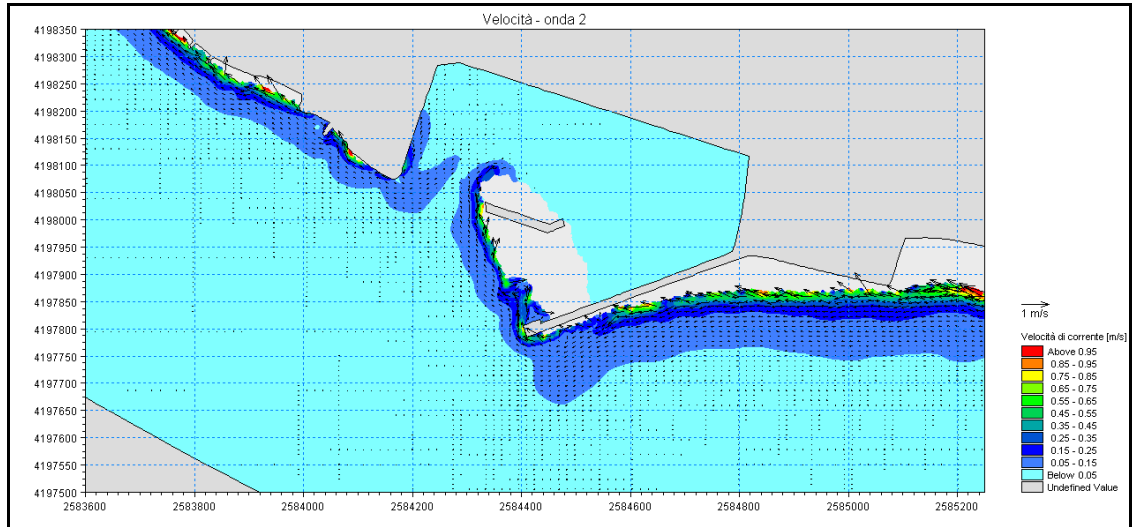 Velocità - onda 2
4198350
4198300
4198250
4198200
4198150
4198100
4198050
4198000
4197950
4197900
4197850
4197800
4197750
4197700
4197650
4197600
4197550
4197500
2583600 2583800 2584000 2584200 2584400 2584600 2584800 2585000 2585200
1 m/s
Velocità di corrente [m/s]
Above 0.95
0.85 - 0.95
0.75 - 0.85
0.65 - 0.75
0.55 - 0.65
0.45 - 0.55
0.35 - 0.45
0.25 - 0.35
0.15 - 0.25
0.05 - 0.15
Below 0.05
Undefined Value